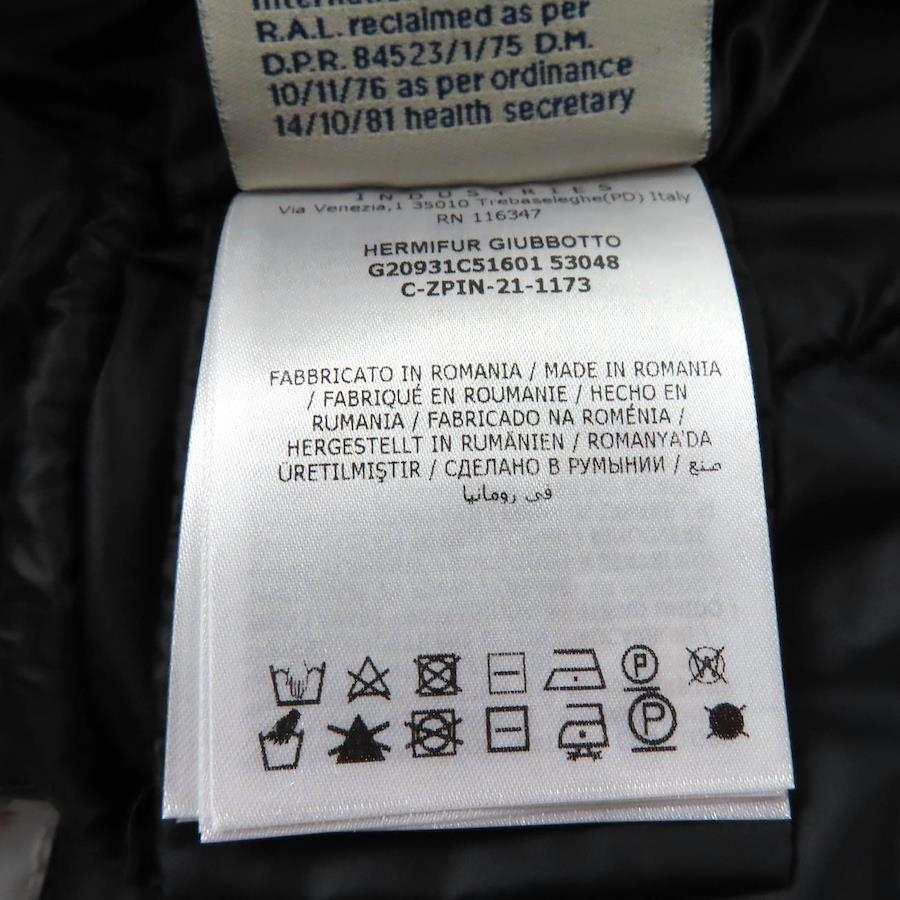 R.A.L. reclaimed as per
D.P.R. 84523/1/75 D.M.
10/11/76 as per ordinance
14/10/81 health secretary
INDUSTRIES
Via Venezia,1 35010 Trebaseleghe(PD) Italy
RN 116347
HERMIFUR GIUBBOTTO
G20931C51601 53048
C-ZPIN-21-1173
FABBRICATO IN ROMANIA / MADE IN ROMANIA
/ FABRIQUÉ EN ROUMANIE / HECHO EN
RUMANIA / FABRICADO NA ROMÉNIA /
HERGESTELLT IN RUMÄNIEN / ROMANYA'DA
ÜRETILMIŞTIR / СДЕЛАНО В РУМЫНИИ / صنع
في رومانيا
P W
P